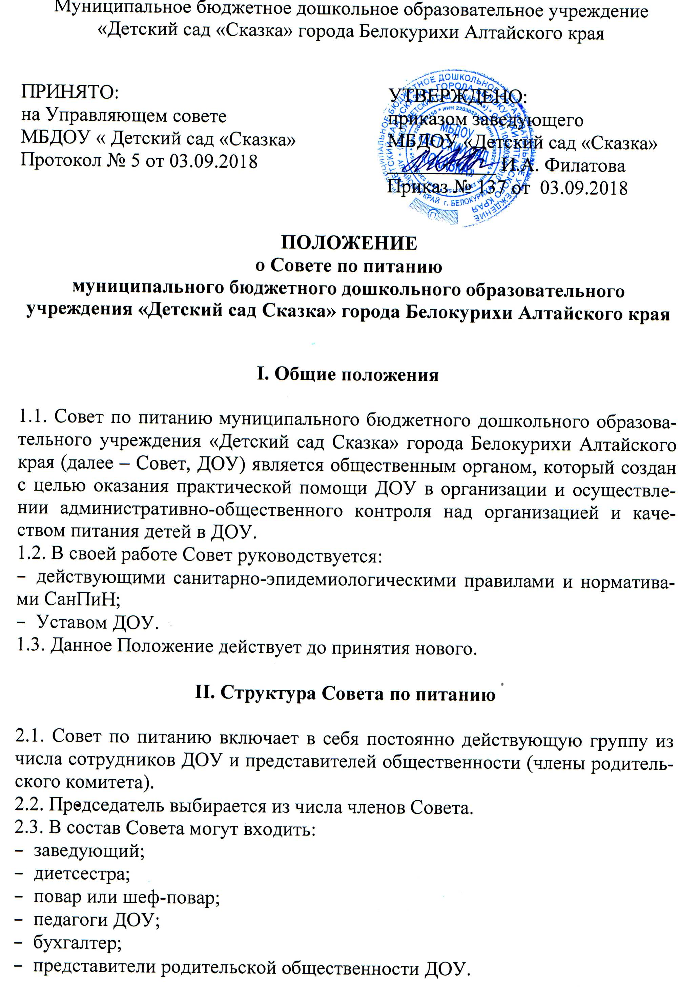 Муниципальное бюджетное дошкольное образовательное учреждение
«Детский сад «Сказка» города Белокурихи Алтайского края
ПРИНЯТО:
на Управляющем совете
МБДОУ « Детский сад «Сказка»
Протокол № 5 от 03.09.2018
УТВЕРЖДЕНО:
приказом заведующего
МБДОУ «Детский сад «Сказка»
И.А. Филатова
Приказ № 137 от 03.09.2018
МБДОУ
«ДЕТСКИЙ САД
«СКАЗКА»
ПОЛОЖЕНИЕ
о Совете по питанию
муниципального бюджетного дошкольного образовательного
учреждения «Детский сад Сказка» города Белокурихи Алтайского края
I. Общие положения
1.1. Совет по питанию муниципального бюджетного дошкольного образова-
тельного учреждения «Детский сад Сказка» города Белокурихи Алтайского
края (далее – Совет, ДОУ) является общественным органом, который создан
с целью оказания практической помощи ДОУ в организации и осуществле-
нии административно-общественного контроля над организацией и каче-
ством питания детей в ДОУ.
1.2. В своей работе Совет руководствуется:
– действующими санитарно-эпидемиологическими правилами и норматива-
ми СанПиН;
– Уставом ДОУ.
1.3. Данное Положение действует до принятия нового.
II. Структура Совета по питанию
2.1. Совет по питанию включает в себя постоянно действующую группу из
числа сотрудников ДОУ и представителей общественности (члены родитель-
ского комитета).
2.2. Председатель выбирается из числа членов Совета.
2.3. В состав Совета могут входить:
– заведующий;
– диетсестра;
– повар или шеф-повар;
– педагоги ДОУ;
– бухгалтер;
– представители родительской общественности ДОУ.